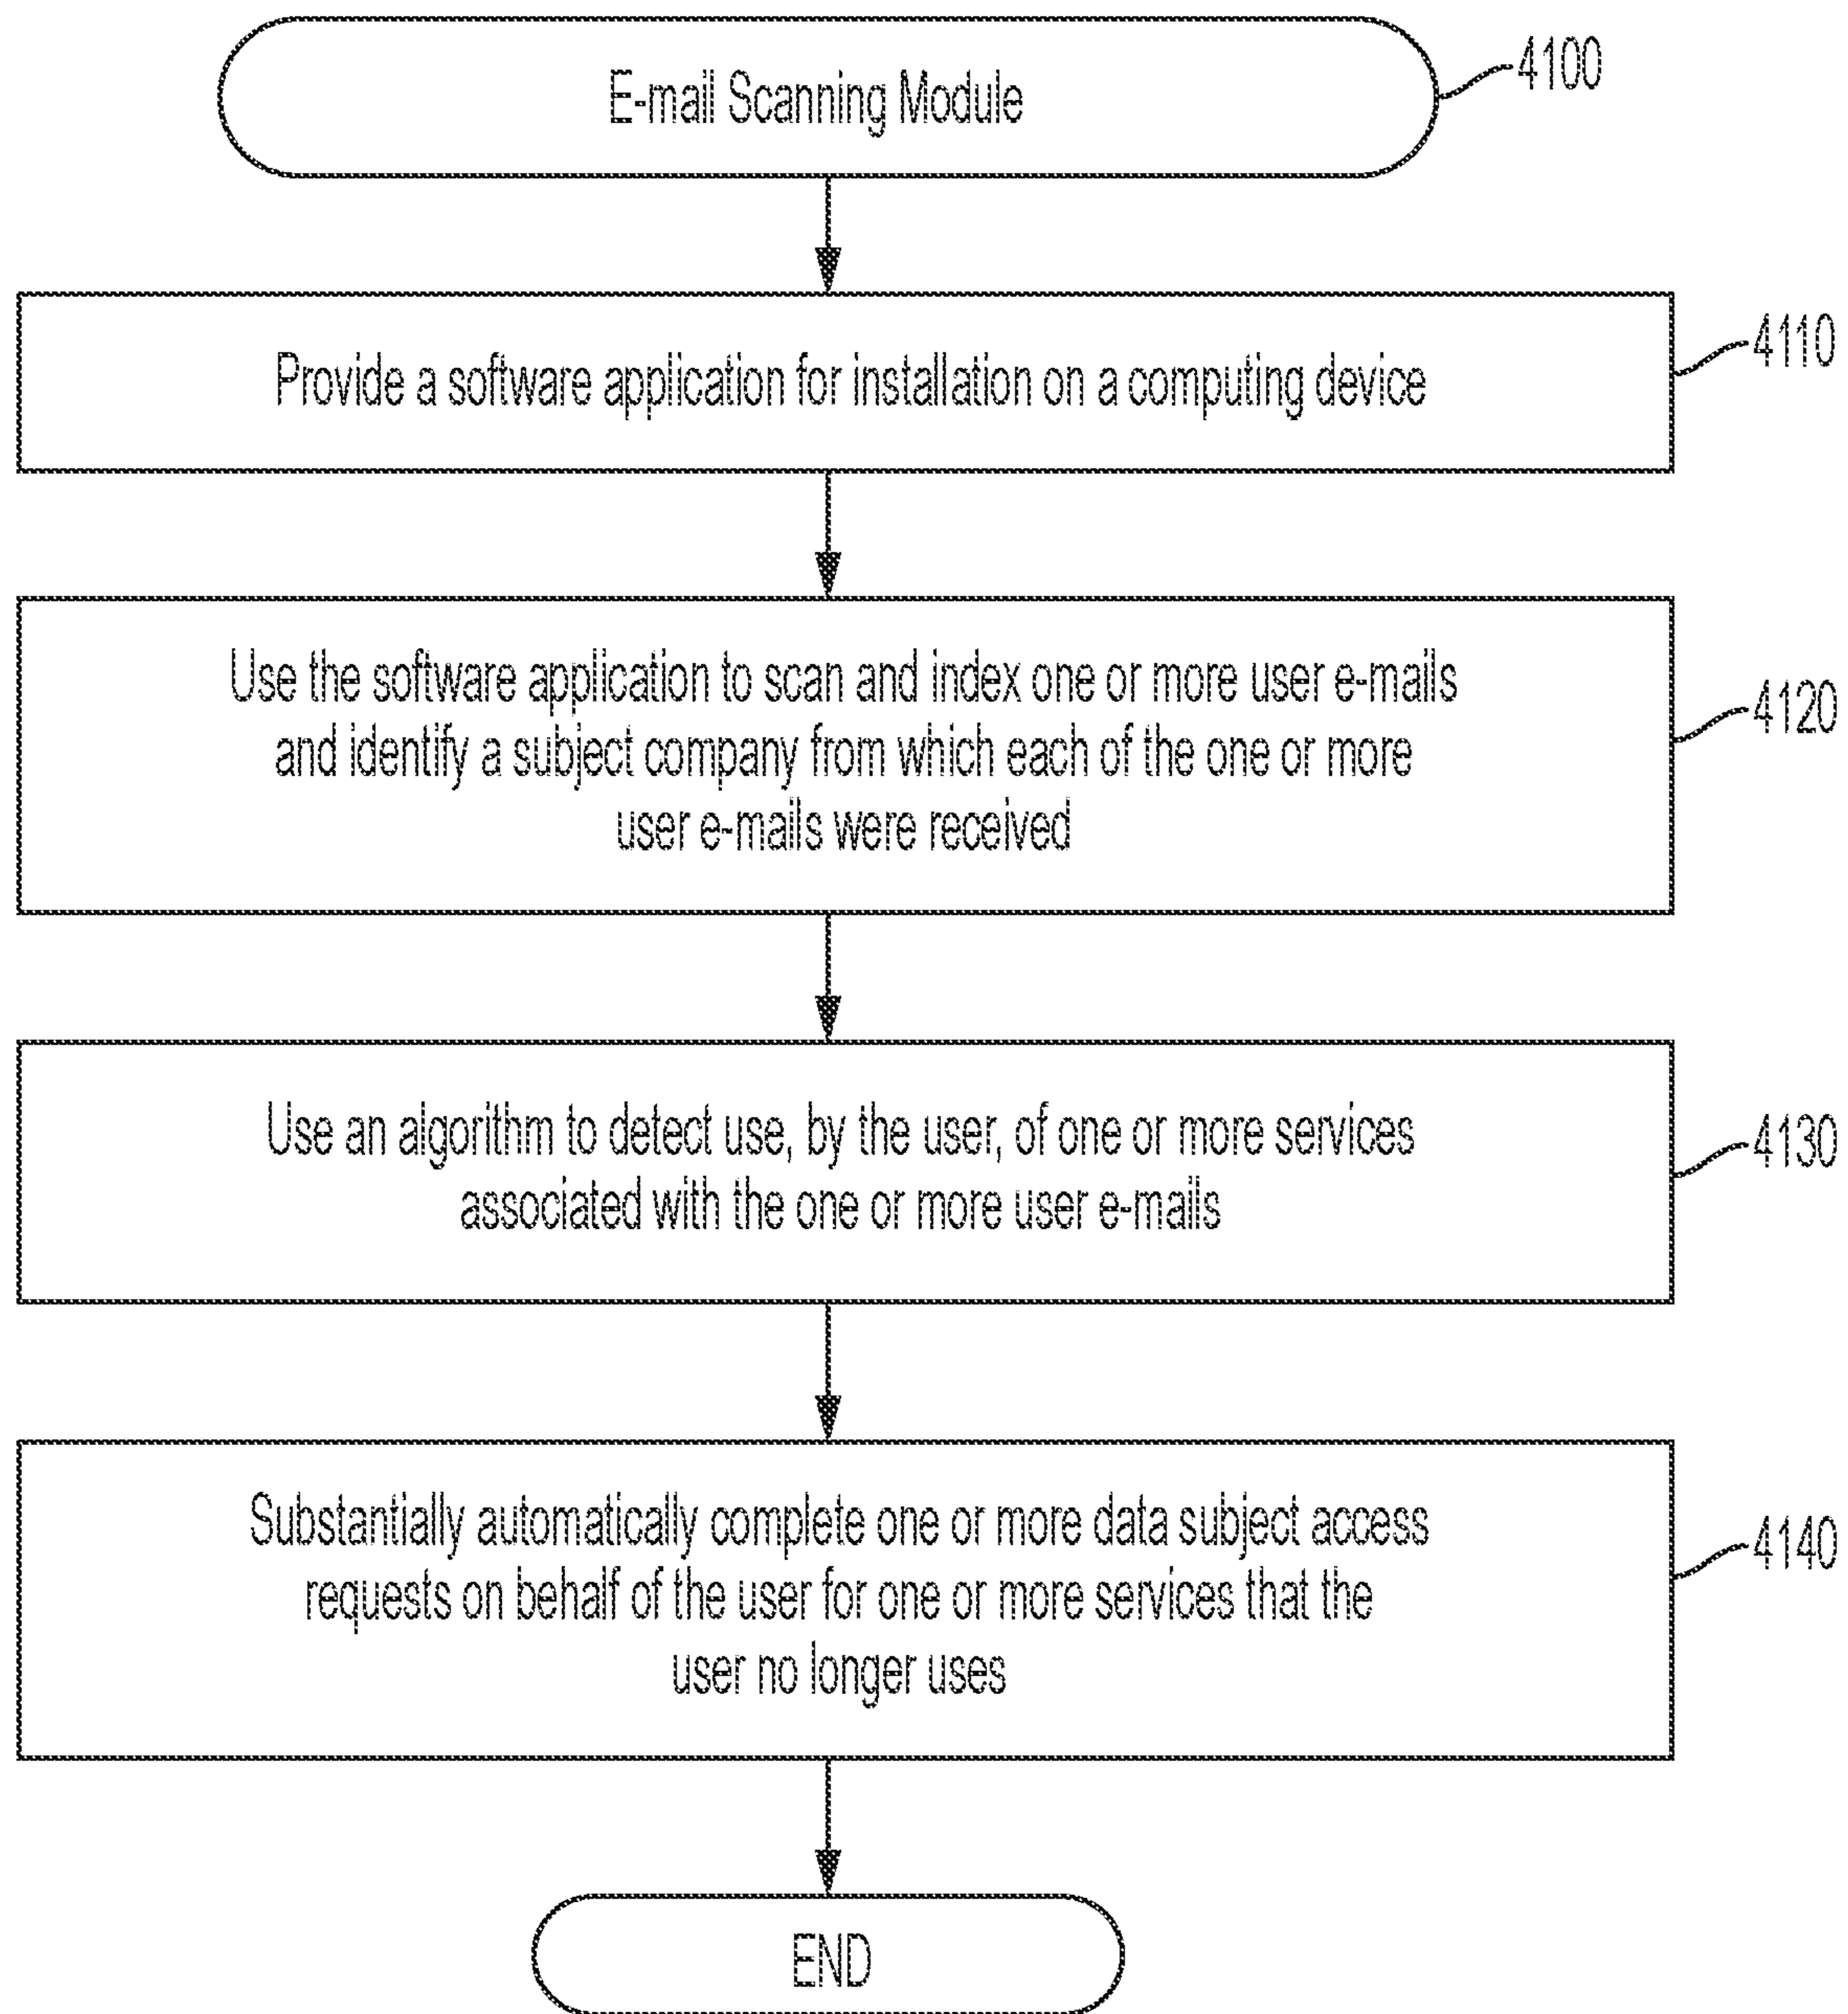 E-mail Scanning Module
4100
Provide a software application for installation on a computing device
4110
Use the software application to scan and index one or more user e-mails
and identify a subject company from which each of the one or more
user e-mails were received
4120
Use an algorithm to detect use, by the user, of one or more services
associated with the one or more user e-mails
4130
Substantially automatically complete one or more data subject access
requests on behalf of the user for one or more services that the
user no longer uses
4140
END